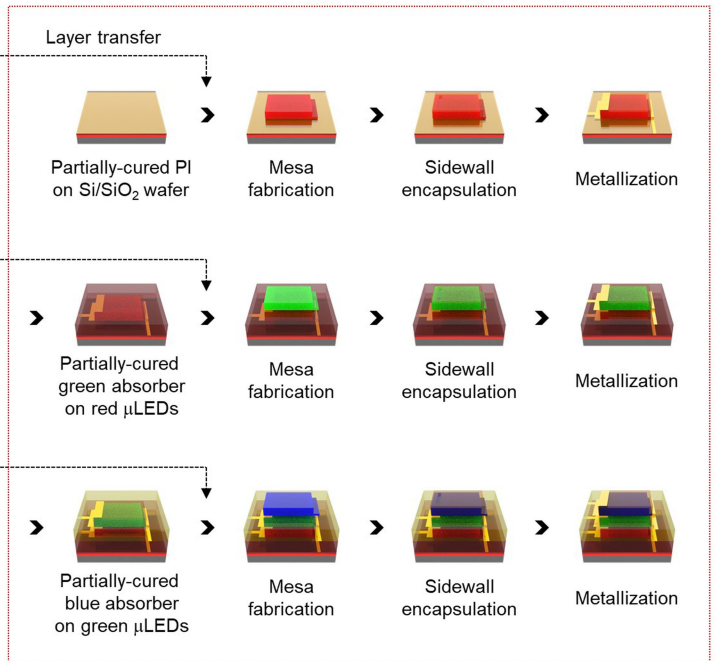 Layer transfer
Partially-cured PI
on Si/SiO₂ wafer
Mesa
fabrication
Sidewall
encapsulation
Metallization
Partially-cured
green absorber
on red μLEDs
Mesa
fabrication
Sidewall
encapsulation
Metallization
Partially-cured
blue absorber
on green μLEDs
Mesa
fabrication
Sidewall
encapsulation
Metallization